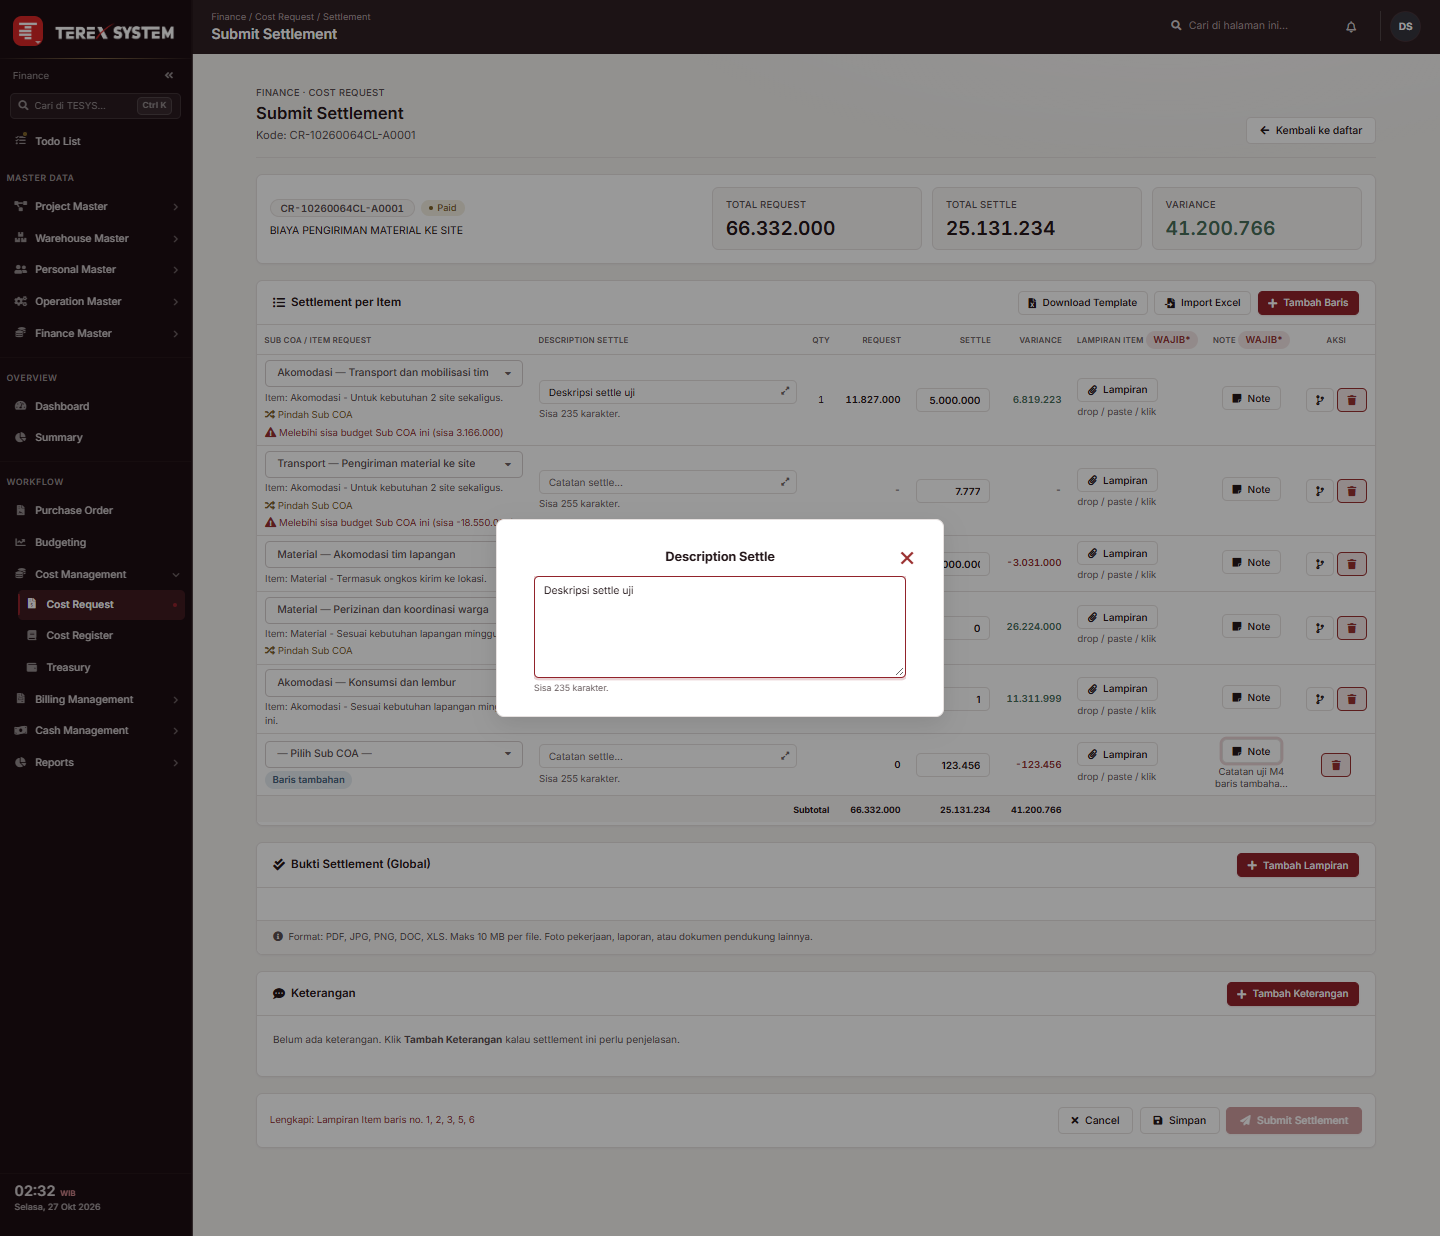 TEREX SYSTEM
Finance
Cari di TESYS... Ctrl K
Todo List
MASTER DATA
Project Master
Warehouse Master
Personal Master
Operation Master
Finance Master
OVERVIEW
Dashboard
Summary
WORKFLOW
Purchase Order
Budgeting
Cost Management
Cost Request
Cost Register
Treasury
Billing Management
Cash Management
Reports
02:32 WIB
Selasa, 27 Okt 2026
Finance / Cost Request / Settlement
Submit Settlement
Cari di halaman ini...
DS
FINANCE · COST REQUEST
Submit Settlement
Kode: CR-10260064CL-A0001
Kembali ke daftar
CR-10260064CL-A0001 Paid
BIAYA PENGIRIMAN MATERIAL KE SITE
TOTAL REQUEST
66.332.000
TOTAL SETTLE
25.131.234
VARIANCE
41.200.766
Settlement per Item
Download Template Import Excel Tambah Baris
SUB COA / ITEM REQUEST DESCRIPTION SETTLE QTY REQUEST SETTLE VARIANCE LAMPIRAN ITEM WAJIB* NOTE WAJIB* AKSI
Akomodasi — Transport dan mobilisasi tim
Item: Akomodasi - Untuk kebutuhan 2 site sekaligus.
Pindah Sub COA
Melebihi sisa budget Sub COA ini (sisa 3.166.000)
Deskripsi settle uji
Sisa 235 karakter.
1 11.827.000 5.000.000 6.819.223
Lampiran
drop / paste / klik
Note
Transport — Pengiriman material ke site
Item: Akomodasi - Untuk kebutuhan 2 site sekaligus.
Pindah Sub COA
Melebihi sisa budget Sub COA ini (sisa -18.550.0
Catatan settle...
Sisa 255 karakter.
- 7.777 -
Lampiran
drop / paste / klik
Note
Material — Akomodasi tim lapangan
Item: Material - Termasuk ongkos kirim ke lokasi.
-3.031.000
Lampiran
drop / paste / klik
Note
Material — Perizinan dan koordinasi warga
Item: Material - Sesuai kebutuhan lapangan minggu
Pindah Sub COA
0 26.224.000
Lampiran
drop / paste / klik
Note
Akomodasi — Konsumsi dan lembur
Item: Akomodasi - Sesuai kebutuhan lapangan
ini.
1 11.311.999
Lampiran
drop / paste / klik
Note
— Pilih Sub COA —
Baris tambahan
Catatan settle...
Sisa 255 karakter.
0 123.456 -123.456
Lampiran
drop / paste / klik
Note
Catatan uji M4
baris tambaha...
Subtotal 66.332.000 25.131.234 41.200.766
Description Settle
Deskripsi settle uji
Sisa 235 karakter.
Bukti Settlement (Global)
Tambah Lampiran
Format: PDF, JPG, PNG, DOC, XLS. Maks 10 MB per file. Foto pekerjaan, laporan, atau dokumen pendukung lainnya.
Keterangan
Tambah Keterangan
Belum ada keterangan. Klik Tambah Keterangan kalau settlement ini perlu penjelasan.
Lengkapi: Lampiran Item baris no. 1, 2, 3, 5, 6
Cancel Simpan Submit Settlement